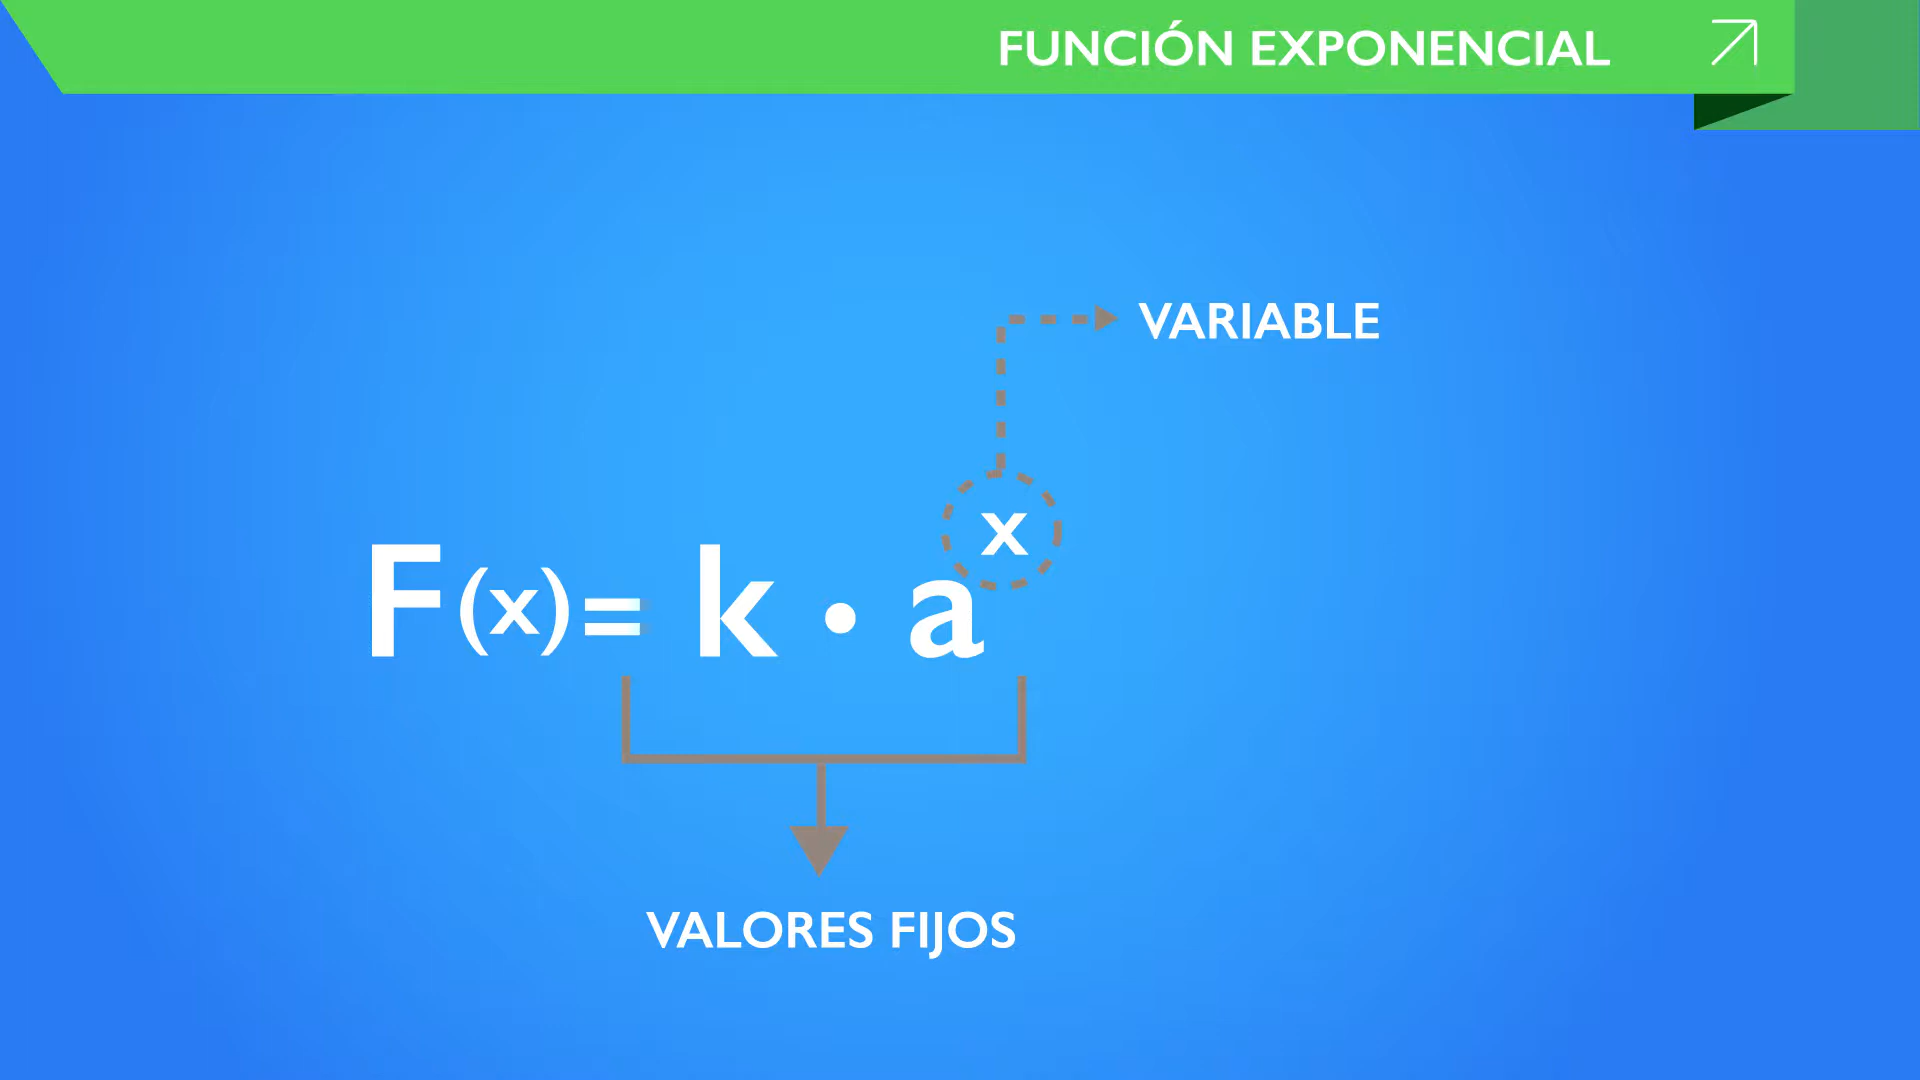 FUNCIÓN EXPONENCIAL
VARIABLE
F(x)= k · a^x
VALORES FIJOS